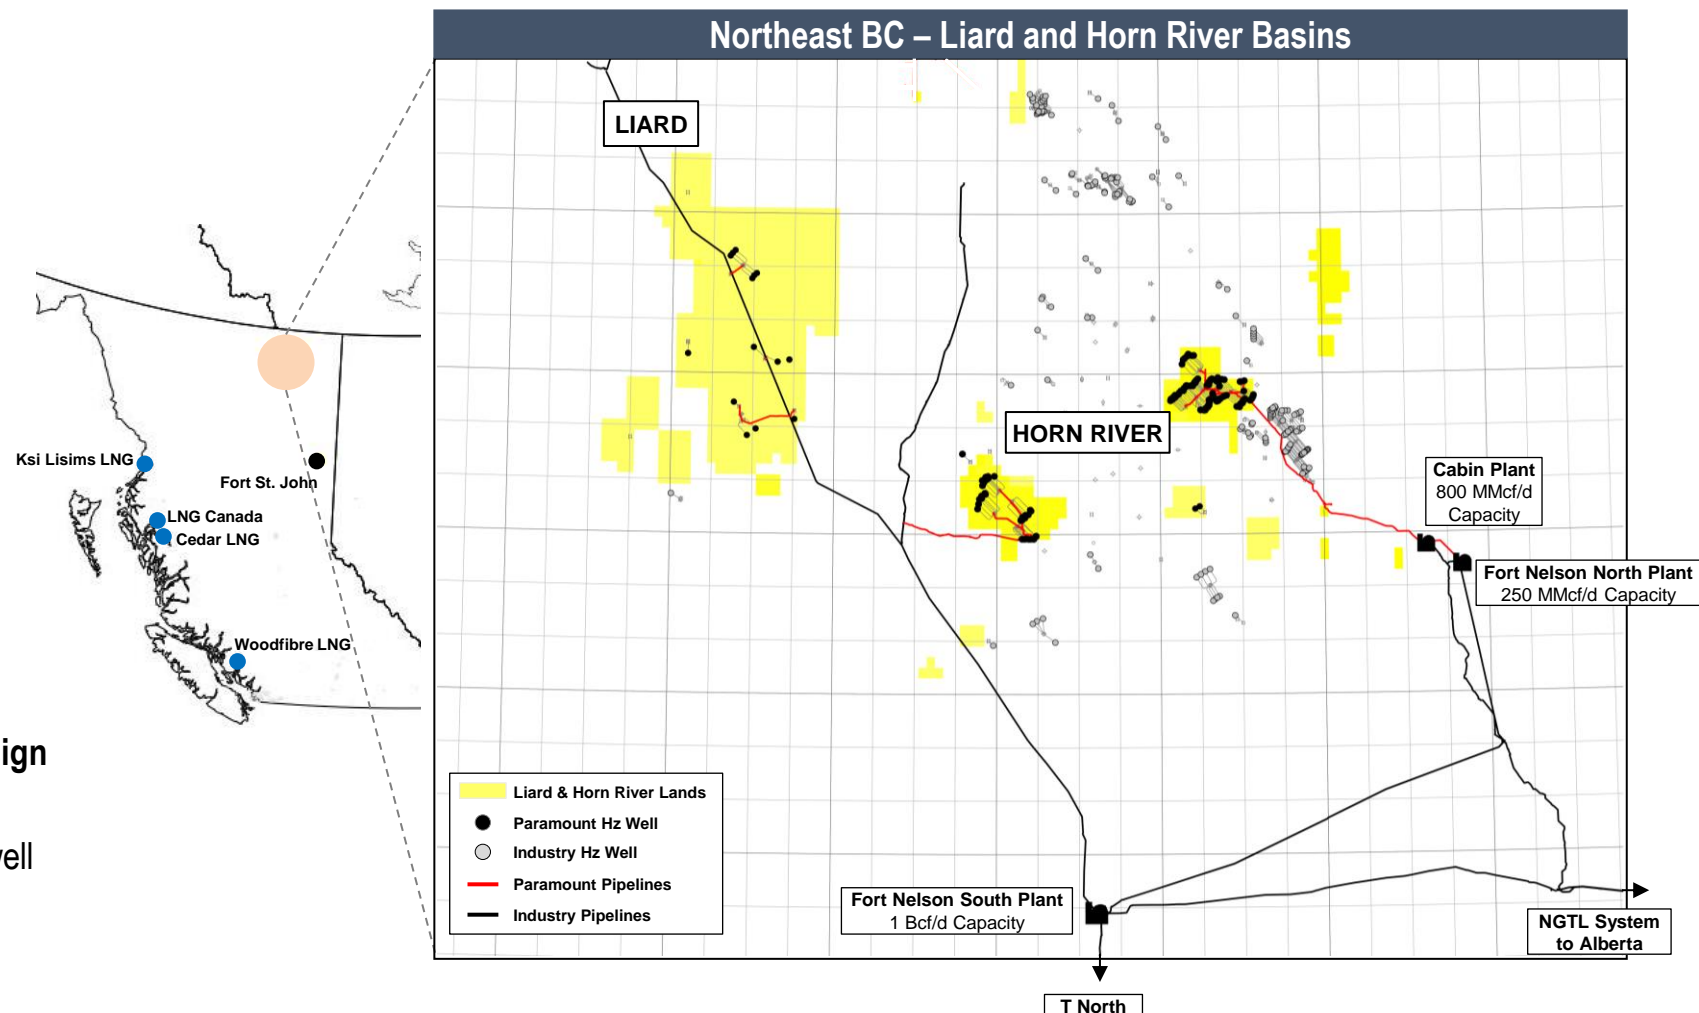 Northeast BC – Liard and Horn River Basins
LIARD
HORN RIVER
Ksi Lisims LNG
Fort St. John
LNG Canada
Cedar LNG
Woodfibre LNG
Cabin Plant
800 MMcf/d
Capacity
Fort Nelson North Plant
250 MMcf/d Capacity
ign
vell
Liard & Horn River Lands
Paramount Hz Well
Industry Hz Well
Paramount Pipelines
Industry Pipelines
Fort Nelson South Plant
1 Bcf/d Capacity
NGTL System
to Alberta
T North